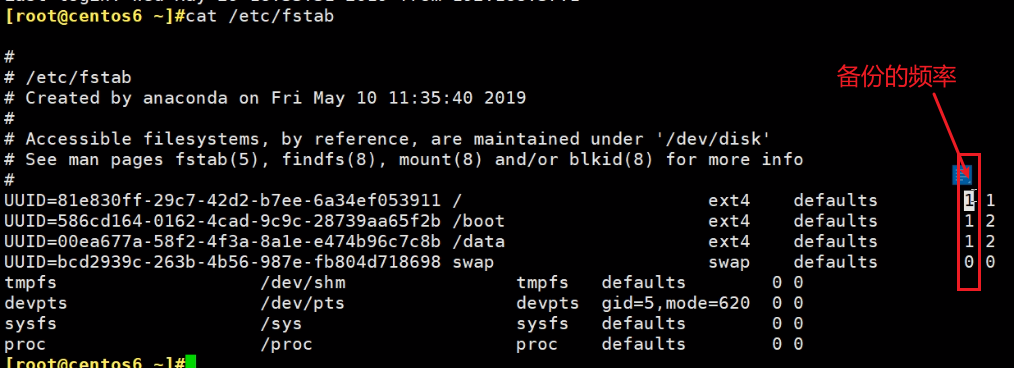 [root@centos6 ~]#cat /etc/fstab
#
# /etc/fstab
备份的频率
# Created by anaconda on Fri May 10 11:35:40 2019
#
# Accessible filesystems, by reference, are maintained under '/dev/disk'
# See man pages fstab(5), findfs(8), mount(8) and/or blkid(8) for more info
#
UUID=81e830ff-29c7-42d2-b7ee-6a34ef053911 / ext4 defaults 1 1
UUID=586cd164-0162-4cad-9c9c-28739aa65f2b /boot ext4 defaults 1 2
UUID=00ea677a-58f2-4f3a-8a1e-e474b96c7c8b /data ext4 defaults 1 2
UUID=bcd2939c-263b-4b56-987e-fb804d718698 swap swap defaults 0 0
tmpfs /dev/shm tmpfs defaults 0 0
devpts /dev/pts devpts gid=5,mode=620 0 0
sysfs /sys sysfs defaults 0 0
proc /proc proc defaults 0 0
[root@centos6 ~]#